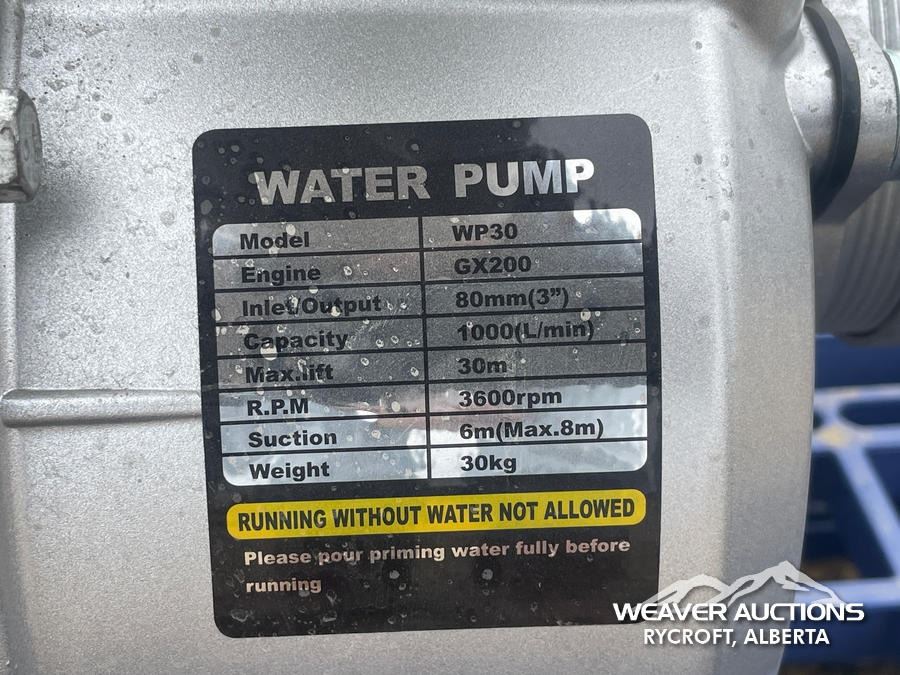 WATER PUMP
Model WP30
Engine GX200
Inlet/Output 80mm(3”)
Capacity 1000(L/min)
Max.lift 30m
R.P.M 3600rpm
Suction 6m(Max.8m)
Weight 30kg
RUNNING WITHOUT WATER NOT ALLOWED
Please pour priming water fully before
running
WEAVER AUCTIONS
RYCROFT, ALBERTA